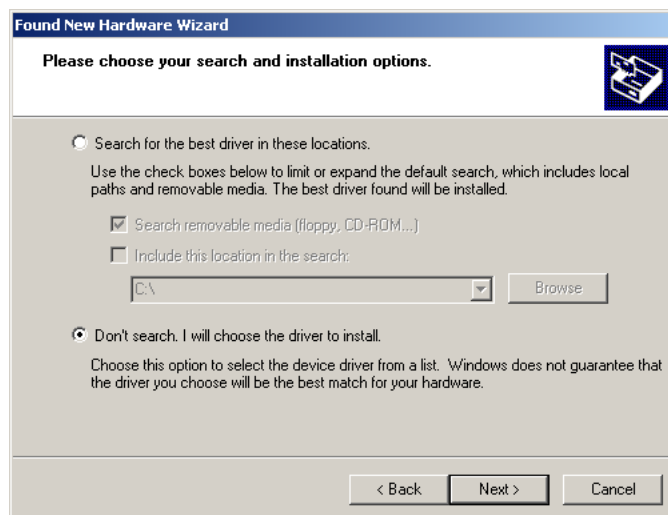 Found New Hardware Wizard
Please choose your search and installation options.
Search for the best driver in these locations.
Use the check boxes below to limit or expand the default search, which includes local
paths and removable media. The best driver found will be installed.
Search removable media (floppy, CD-ROM...)
Include this location in the search:
C:\
Browse
Don't search. I will choose the driver to install.
Choose this option to select the device driver from a list.  Windows does not guarantee that
the driver you choose will be the best match for your hardware.
< Back
Next >
Cancel